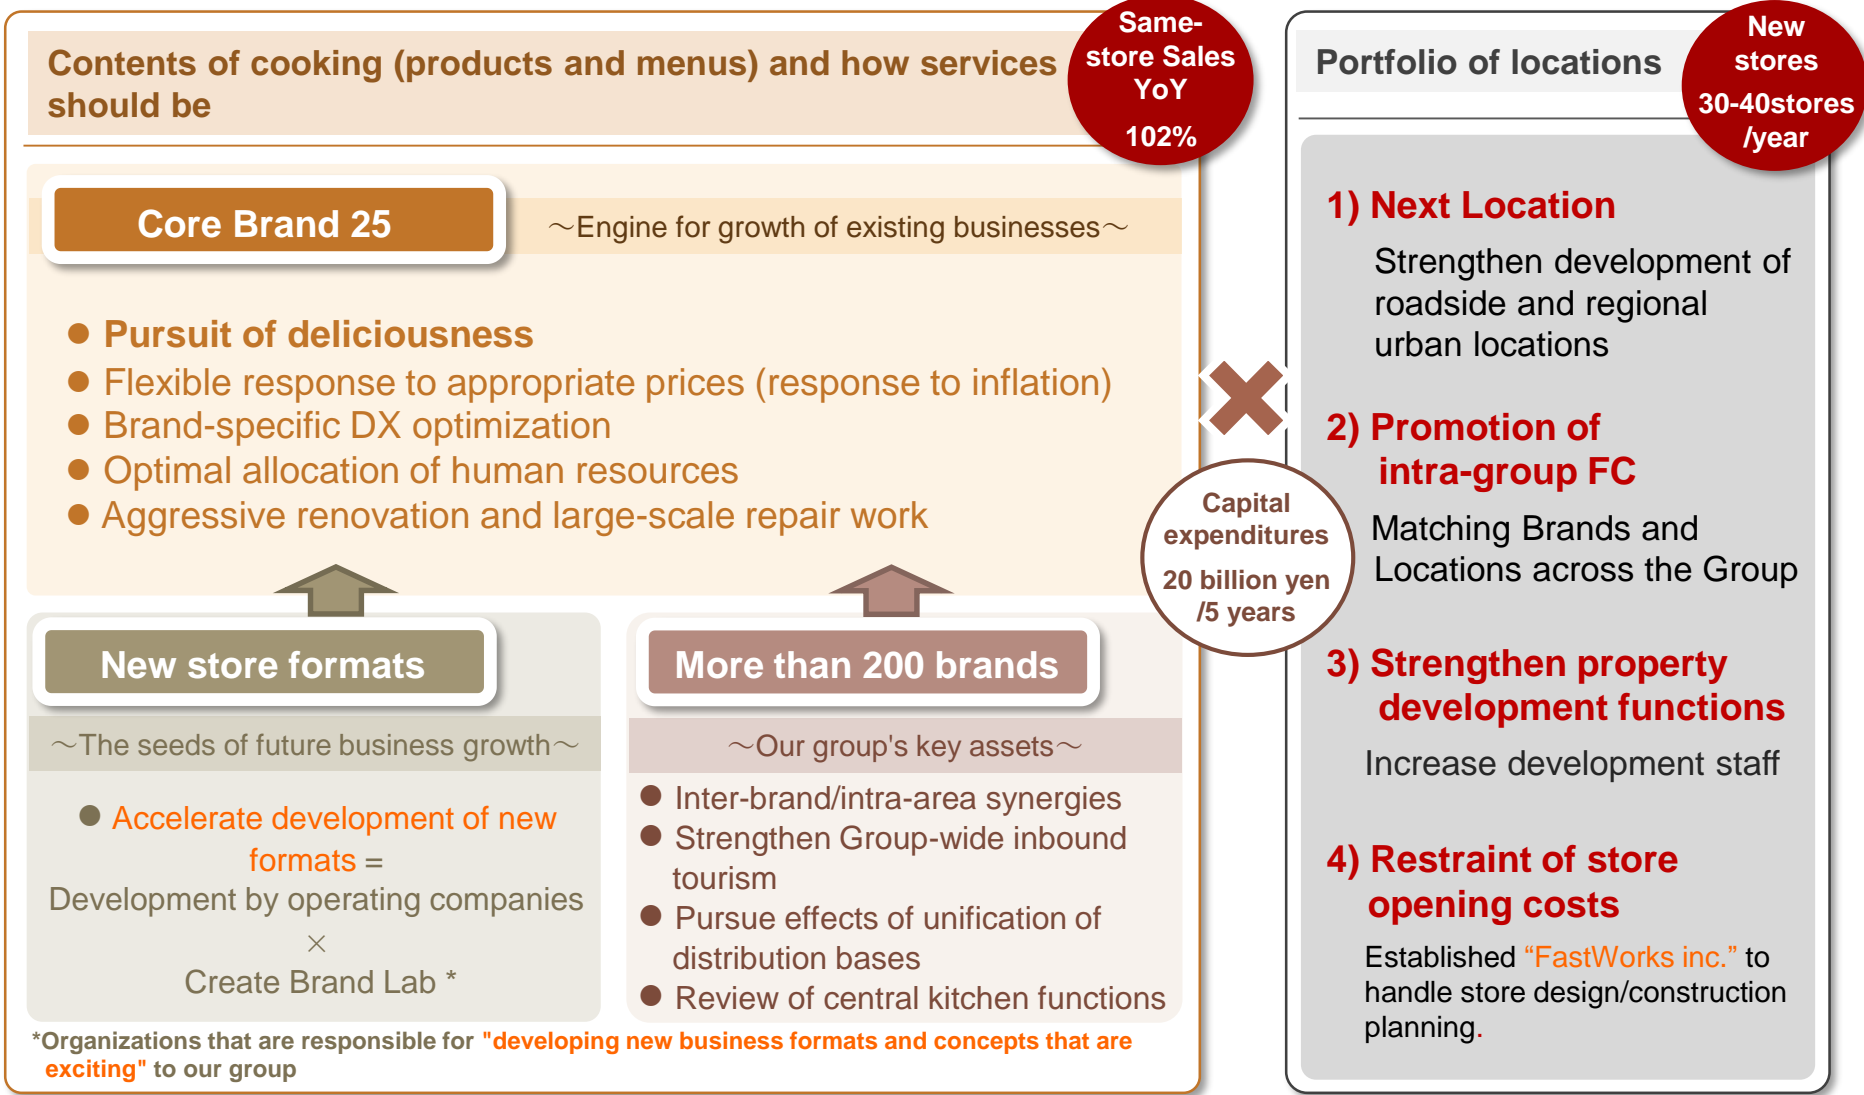 Contents of cooking (products and menus) and how services
should be
Same-
store Sales
YoY
102%
Core Brand 25
～Engine for growth of existing businesses～
● Pursuit of deliciousness
● Flexible response to appropriate prices (response to inflation)
● Brand-specific DX optimization
● Optimal allocation of human resources
● Aggressive renovation and large-scale repair work
New store formats
～The seeds of future business growth～
● Accelerate development of new
formats =
Development by operating companies
×
Create Brand Lab *
More than 200 brands
～Our group's key assets～
● Inter-brand/intra-area synergies
● Strengthen Group-wide inbound
tourism
● Pursue effects of unification of
distribution bases
● Review of central kitchen functions
*Organizations that are responsible for "developing new business formats and concepts that are
exciting" to our group
Capital
expenditures
20 billion yen
/5 years
Portfolio of locations
New
stores
30-40stores
/year
1) Next Location
Strengthen development of
roadside and regional
urban locations
2) Promotion of
intra-group FC
Matching Brands and
Locations across the Group
3) Strengthen property
development functions
Increase development staff
4) Restraint of store
opening costs
Established “FastWorks inc.” to
handle store design/construction
planning.